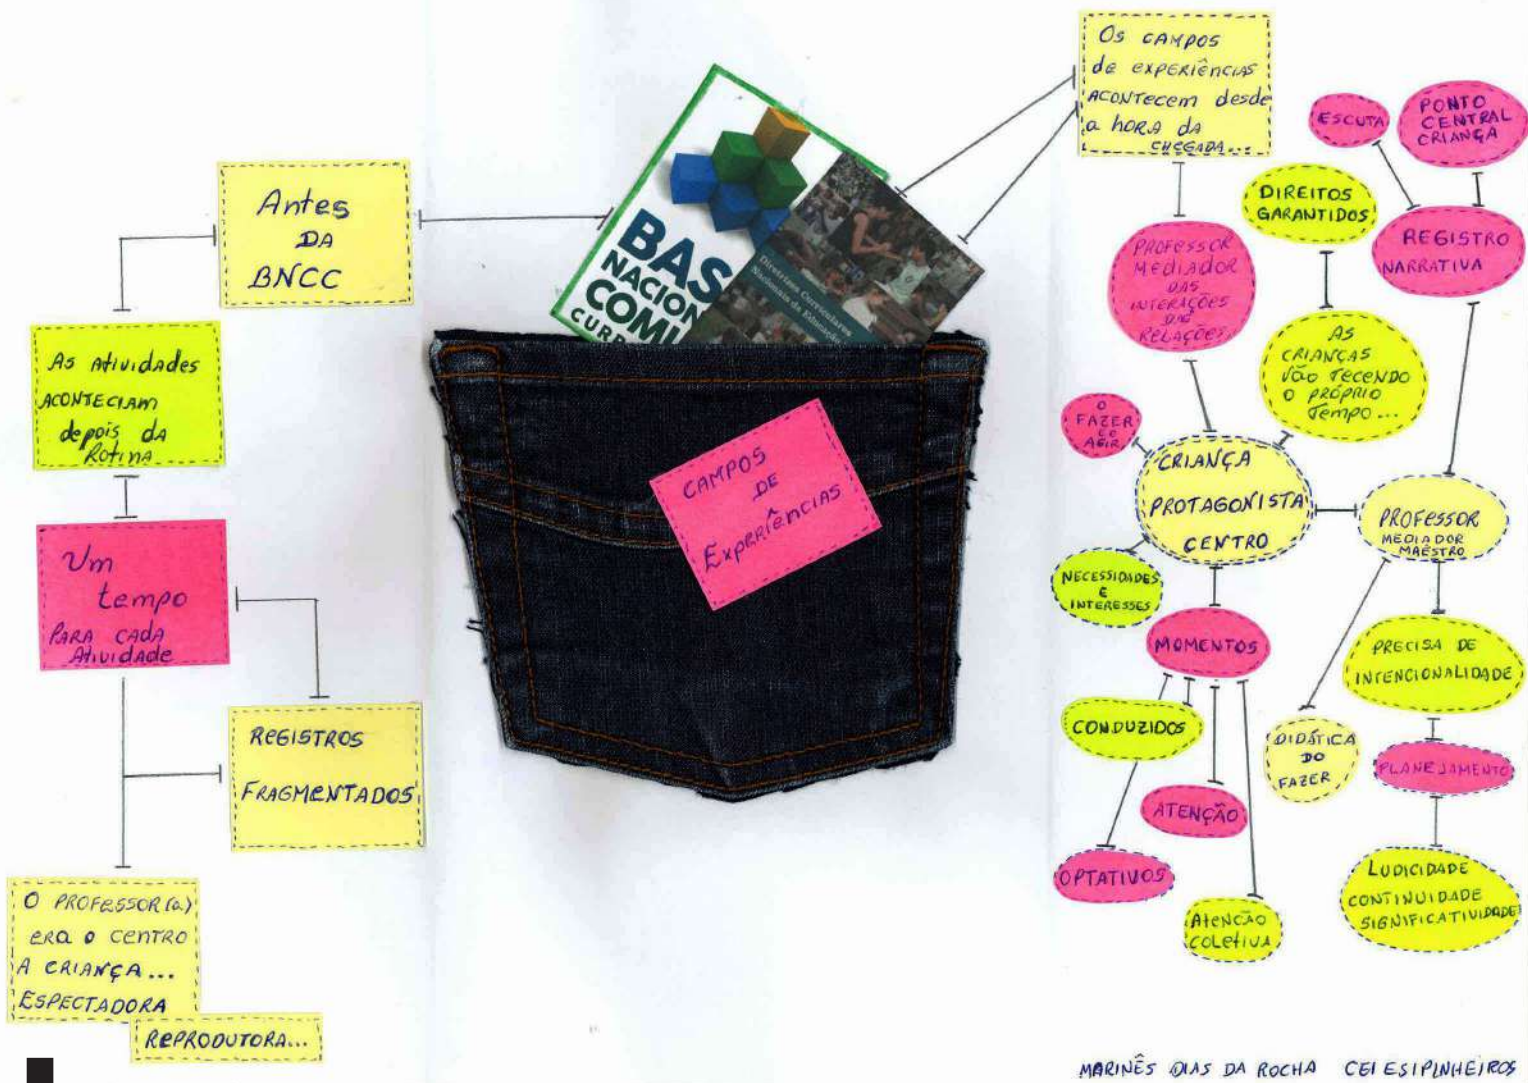 Antes
DA
BNCC
As Atividades
ACONTECIAM
depois da
Rotina
Um
tempo
PARA CADA
Atividade
REGISTROS
FRAGMENTADOS
O PROFESSOR(a)
ERA O CENTRO
A CRIANÇA...
ESPECTADORA
REPRODUTORA...
BAS
NACION
COMU
CURR
Diretrizes Curriculares
Nacionais da Educação
CAMPOS
DE
Experiências
Os CAMPOS
de EXPERIÊNCIAS
ACONTecem desde
a hORA da
CHEGADA...
ESCUTA
PONTO
CENTRAL
CRIANÇA
DIREITOS
GARANTIDOS
REGISTRO
NARRATIVA
PROFESSOR
MEDIADOR
DAS
INTERAÇÕES
DAS
RELAÇÕES
AS
CRIANÇAS
VÃO TECENDO
O PRÓPRIO
Tempo...
O
FAZER
E O
AGIR
CRIANÇA
PROTAGONISTA
CENTRO
PROFESSOR
MEDIADOR
MAESTRO
NECESSIDADES
E
INTERESSES
MOMENTOS
PRECISA DE
INTENCIONALIDADE
CONDUZIDOS
DIDÁTICA
DO
FAZER
PLANEJAMENTO
ATENÇÃO
OPTATIVOS
ATENÇÃO
COLETIVA
LUDICIDADE
CONTINUIDADE
SIGNIFICATIVIDADE
MARINÊS DIAS DA ROCHA CEI ESIPINHEIROS